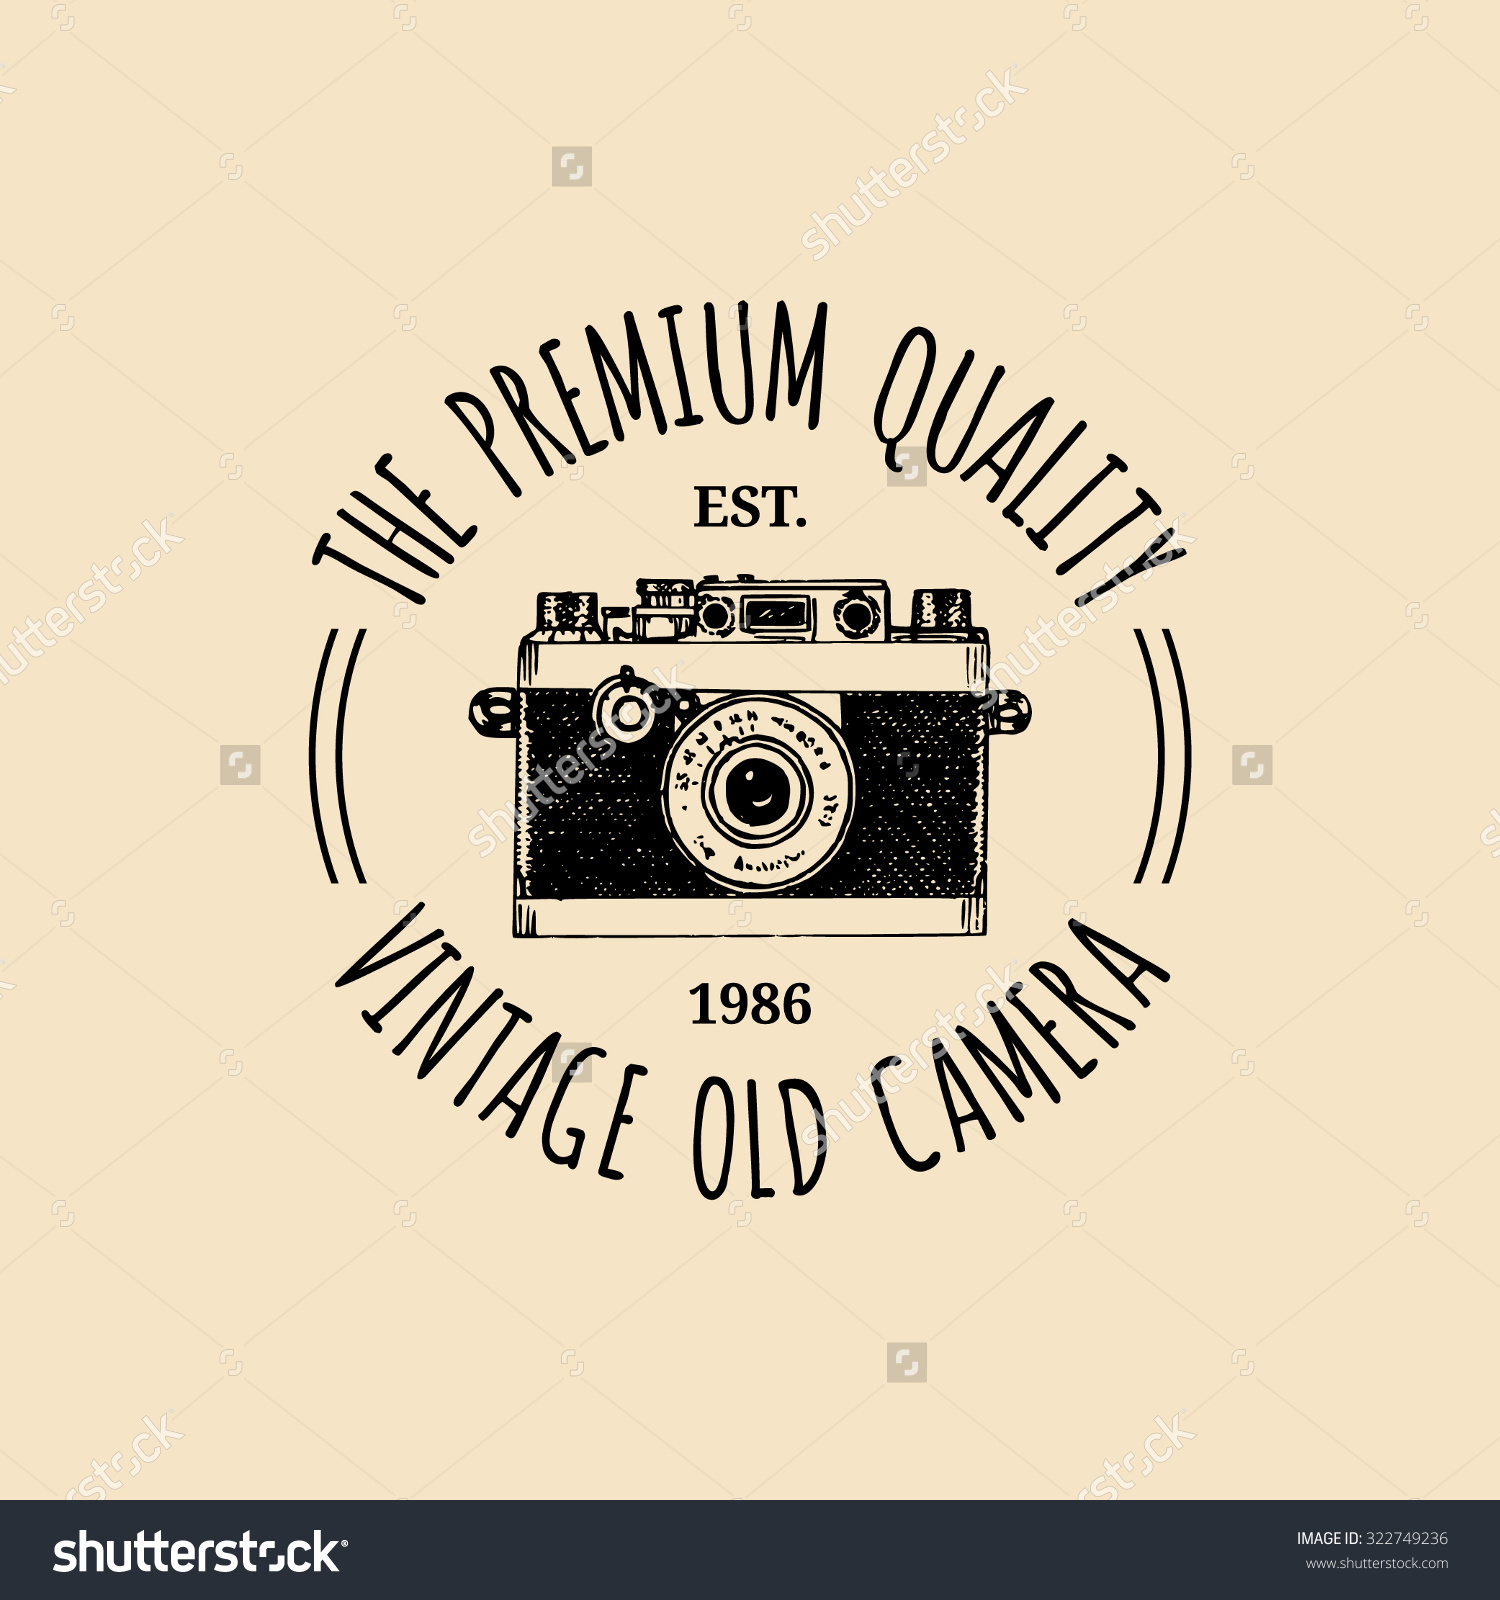 THE PREMIUM QUALITY
EST.
1986
VINTAGE OLD CAMERA
shutterstock
IMAGE ID: 322749236
www.shutterstock.com